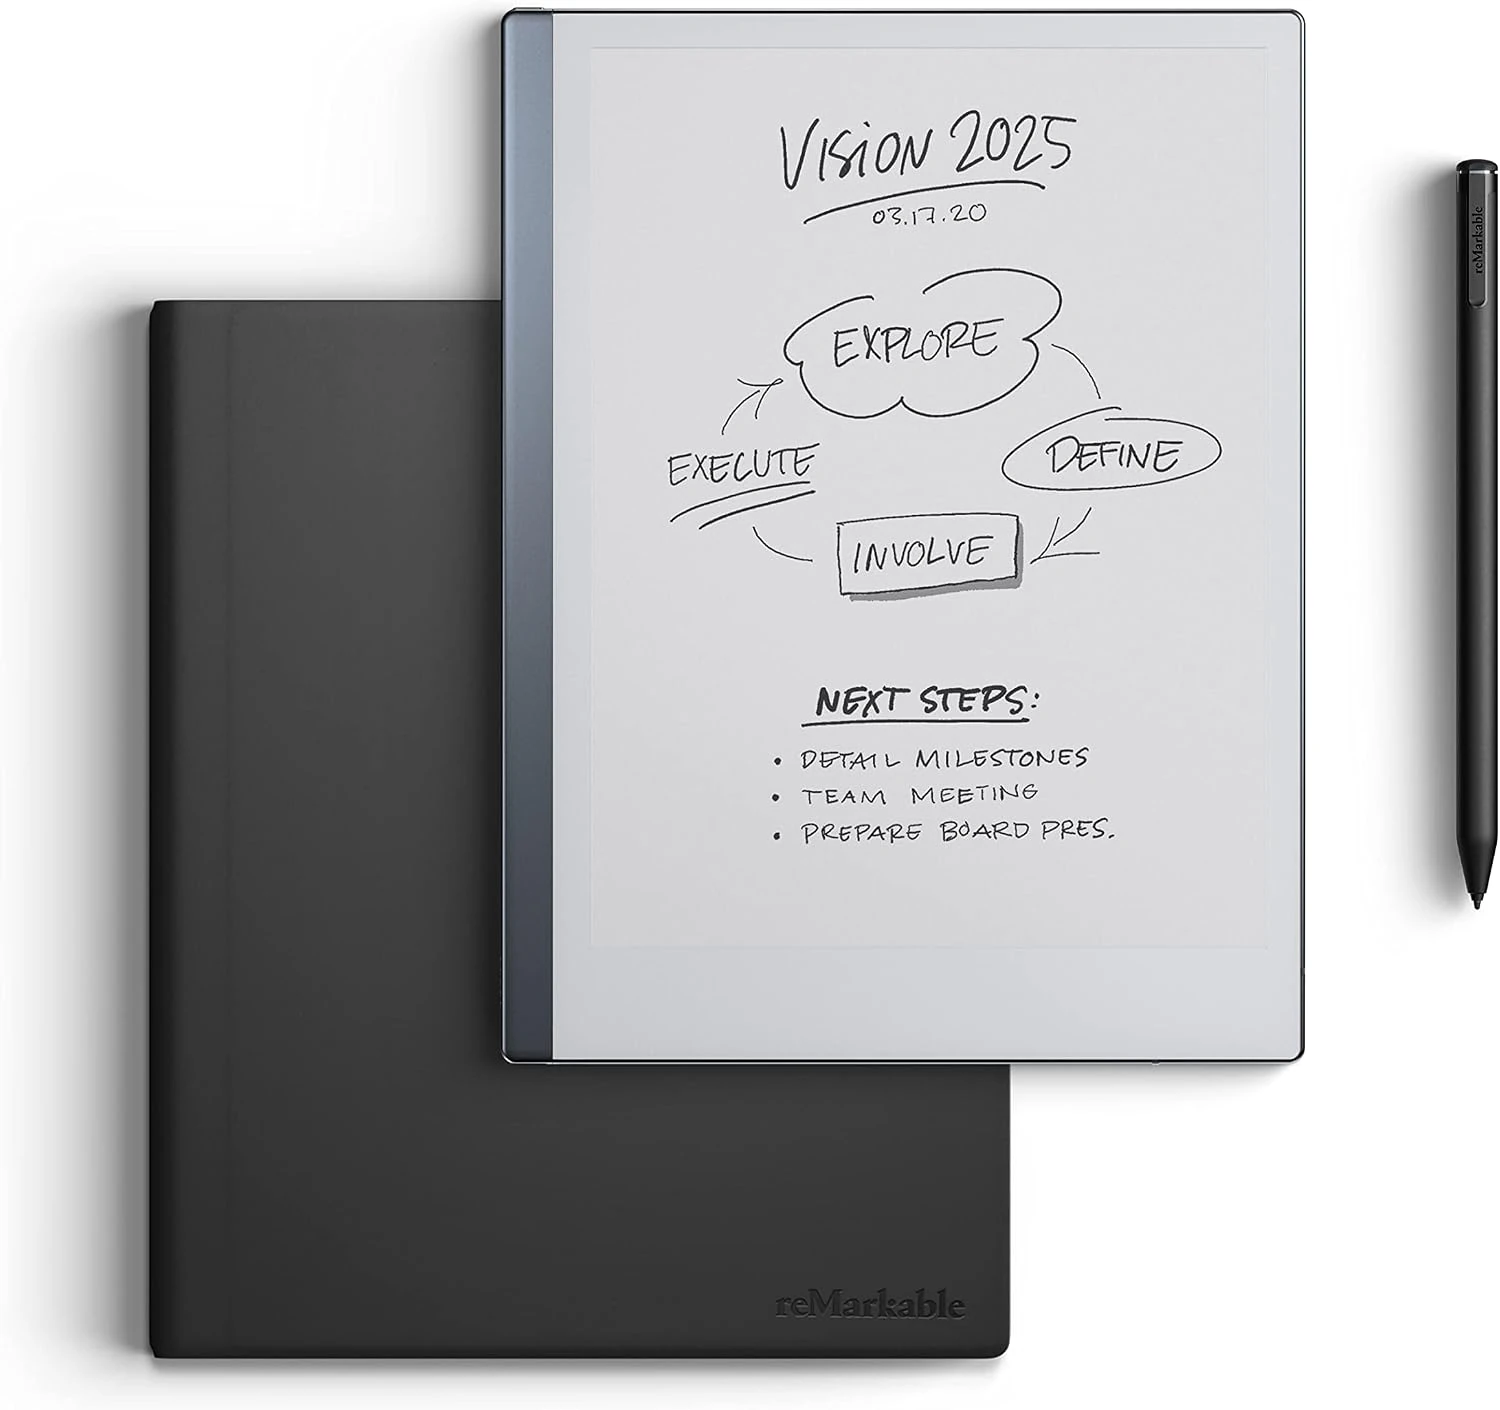 Vision 2025
03.17.20
EXPLORE
EXECUTE
DEFINE
INVOLVE
NEXT STEPS:
• DETAIL MILESTONES
• TEAM MEETING
• PREPARE BOARD PRES.
reMarkable
reMarkable